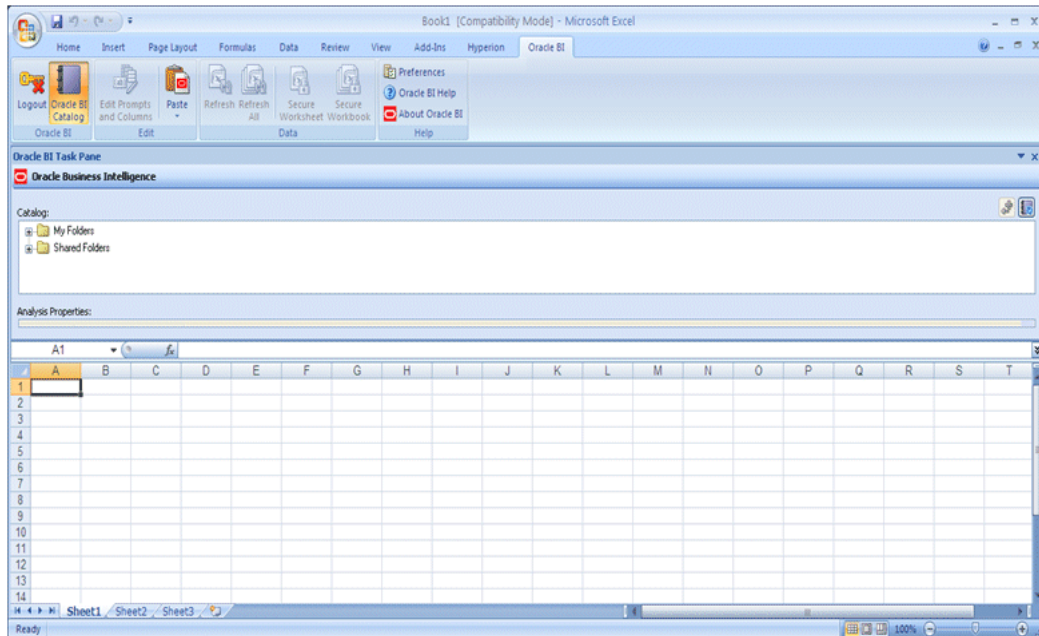 Book1 [Compatibility Mode] - Microsoft Excel
Home Insert Page Layout Formulas Data Review View Add-Ins Hyperion Oracle BI
Logout Oracle BI Catalog
Oracle BI
Edit Prompts and Columns Paste
Edit
Refresh Refresh All Secure Worksheet Secure Workbook
Data
Preferences
Oracle BI Help
About Oracle BI
Help
Oracle BI Task Pane
Oracle Business Intelligence
Catalog:
My Folders
Shared Folders
Analysis Properties:
A1 fx
A B C D E F G H I J K L M N O P Q R S T
1
2
3
4
5
6
7
8
9
10
11
12
13
14
Sheet1 Sheet2 Sheet3
Ready 100%